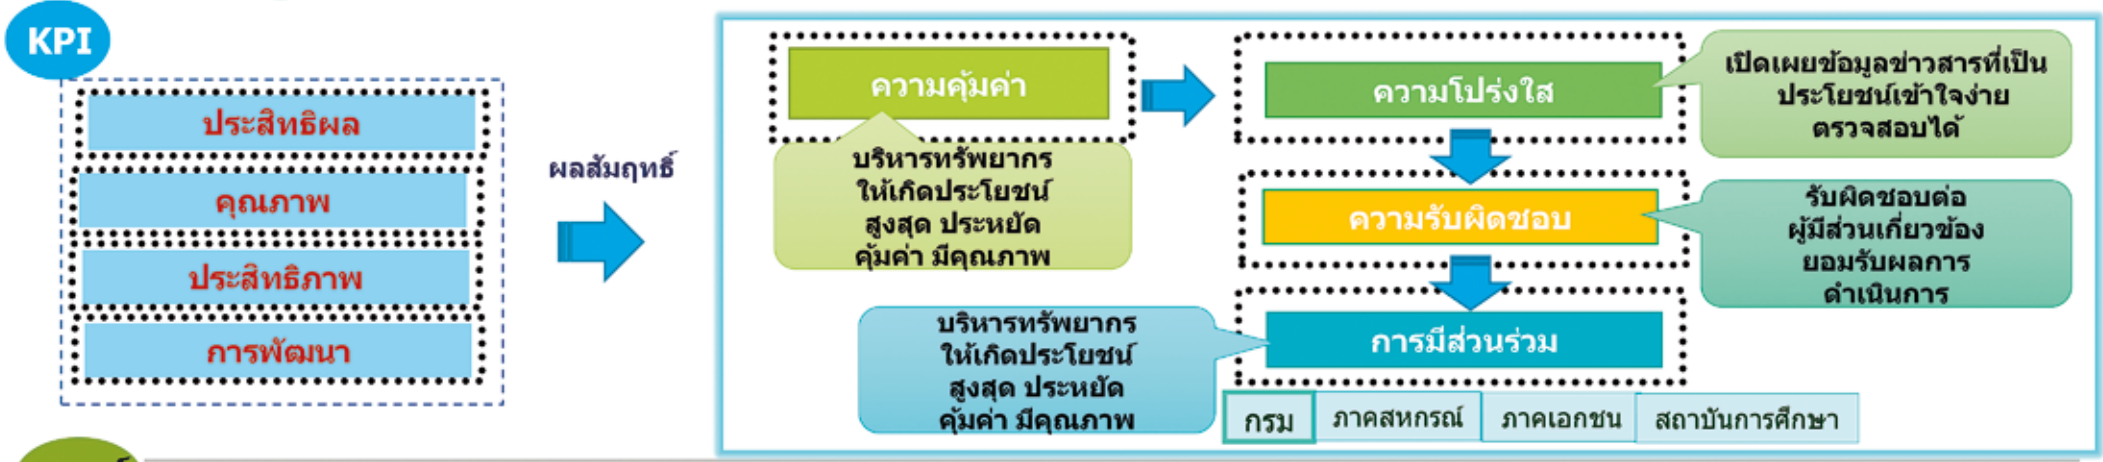 KPI
ประสิทธิผล
คุณภาพ
ประสิทธิภาพ
การพัฒนา
ผลสัมฤทธิ์
ความคุ้มค่า
บริหารทรัพยากร
ให้เกิดประโยชน์
สูงสุด ประหยัด
คุ้มค่า มีคุณภาพ
ความโปร่งใส
เปิดเผยข้อมูลข่าวสารที่เป็น
ประโยชน์เข้าใจง่าย
ตรวจสอบได้
ความรับผิดชอบ
รับผิดชอบต่อ
ผู้มีส่วนเกี่ยวข้อง
ยอมรับผลการ
ดำเนินการ
การมีส่วนร่วม
บริหารทรัพยากร
ให้เกิดประโยชน์
สูงสุด ประหยัด
คุ้มค่า มีคุณภาพ
กรม
ภาคสหกรณ์
ภาคเอกชน
สถาบันการศึกษา